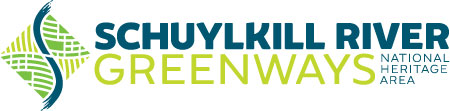 SCHUYLKILL RIVER
GREENWAYS NATIONAL
HERITAGE
AREA